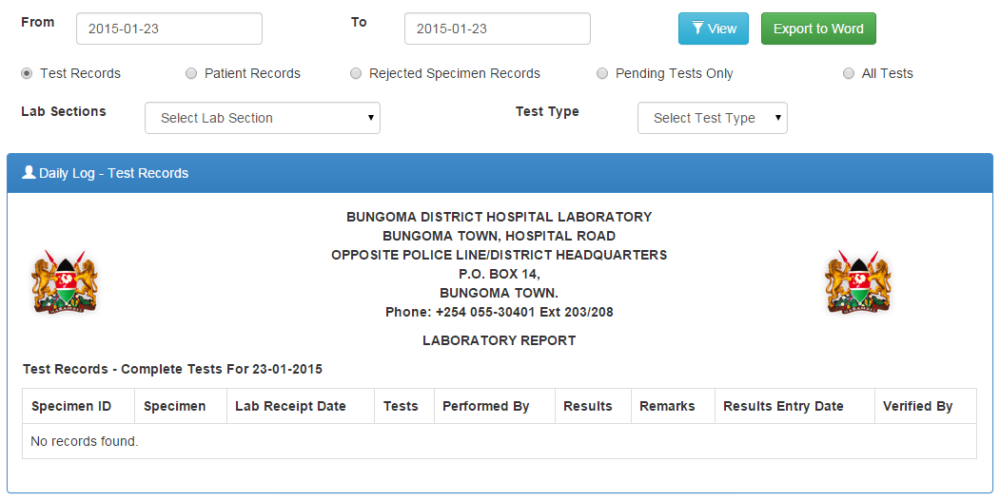 From 2015-01-23 To 2015-01-23 View Export to Word
Test Records Patient Records Rejected Specimen Records Pending Tests Only All Tests
Lab Sections Select Lab Section Test Type Select Test Type
Daily Log - Test Records
BUNGOMA DISTRICT HOSPITAL LABORATORY
BUNGOMA TOWN, HOSPITAL ROAD
OPPOSITE POLICE LINE/DISTRICT HEADQUARTERS
P.O. BOX 14,
BUNGOMA TOWN.
Phone: +254 055-30401 Ext 203/208
LABORATORY REPORT
Test Records - Complete Tests For 23-01-2015
Specimen ID Specimen Lab Receipt Date Tests Performed By Results Remarks Results Entry Date Verified By
No records found.